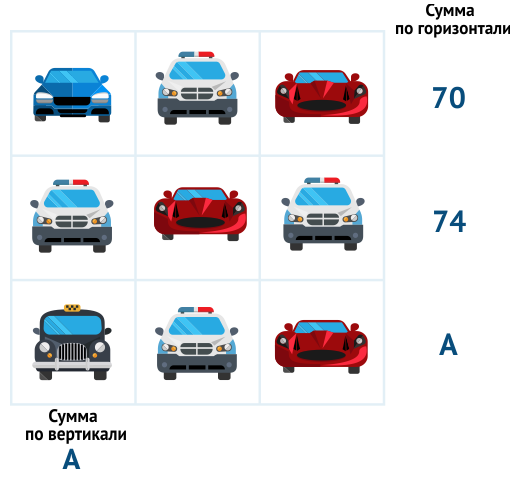 Сумма
по горизонтали
70
74
А
Сумма
по вертикали
А